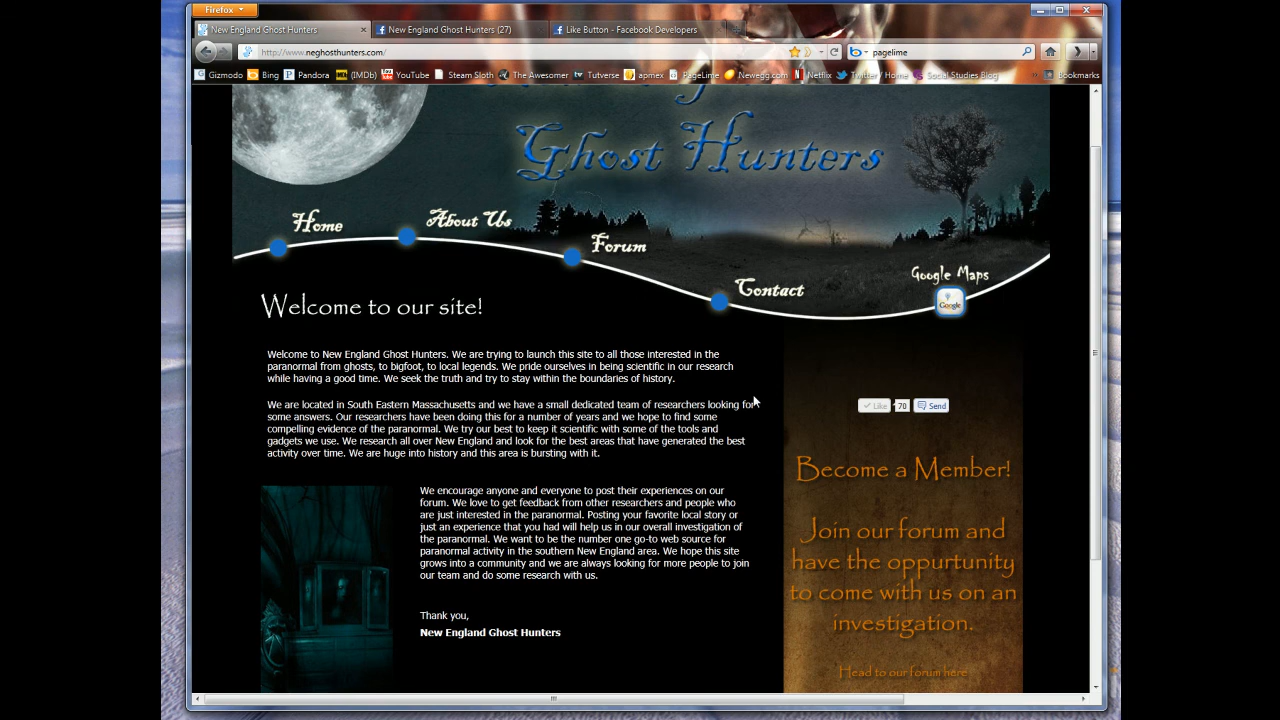 Firefox
New England Ghost Hunters
New England Ghost Hunters (27)
Like Button - Facebook Developers
http://www.neghosthunters.com/
pagelime
Gizmodo
Bing
Pandora
(IMDb)
YouTube
Steam Sloth
The Awesomer
Tutverse
apmex
PageLime
Newegg.com
Netflix
Twitter / Home
Social Studies Blog
Bookmarks
Ghost Hunters
Home
About Us
Forum
Contact
Google Maps
Google
Welcome to our site!
Welcome to New England Ghost Hunters. We are trying to launch this site to all those interested in the
paranormal from ghosts, to bigfoot, to local legends. We pride ourselves in being scientific in our research
while having a good time. We seek the truth and try to stay within the boundaries of history.
We are located in South Eastern Massachusetts and we have a small dedicated team of researchers looking for
some answers. Our researchers have been doing this for a number of years and we hope to find some
compelling evidence of the paranormal. We try our best to keep it scientific with some of the tools and
gadgets we use. We research all over New England and look for the best areas that have generated the best
activity over time. We are huge into history and this area is bursting with it.
We encourage anyone and everyone to post their experiences on our
forum. We love to get feedback from other researchers and people who
are just interested in the paranormal. Posting your favorite local story or
just an experience that you had will help us in our overall investigation of
the paranormal. We want to be the number one go-to web source for
paranormal activity in the southern New England area. We hope this site
grows into a community and we are always looking for more people to join
our team and do some research with us.
Thank you,
New England Ghost Hunters
Like
70
Send
Become a Member!
Join our forum and
have the oppurtunity
to come with us on an
investigation.
Head to our forum here